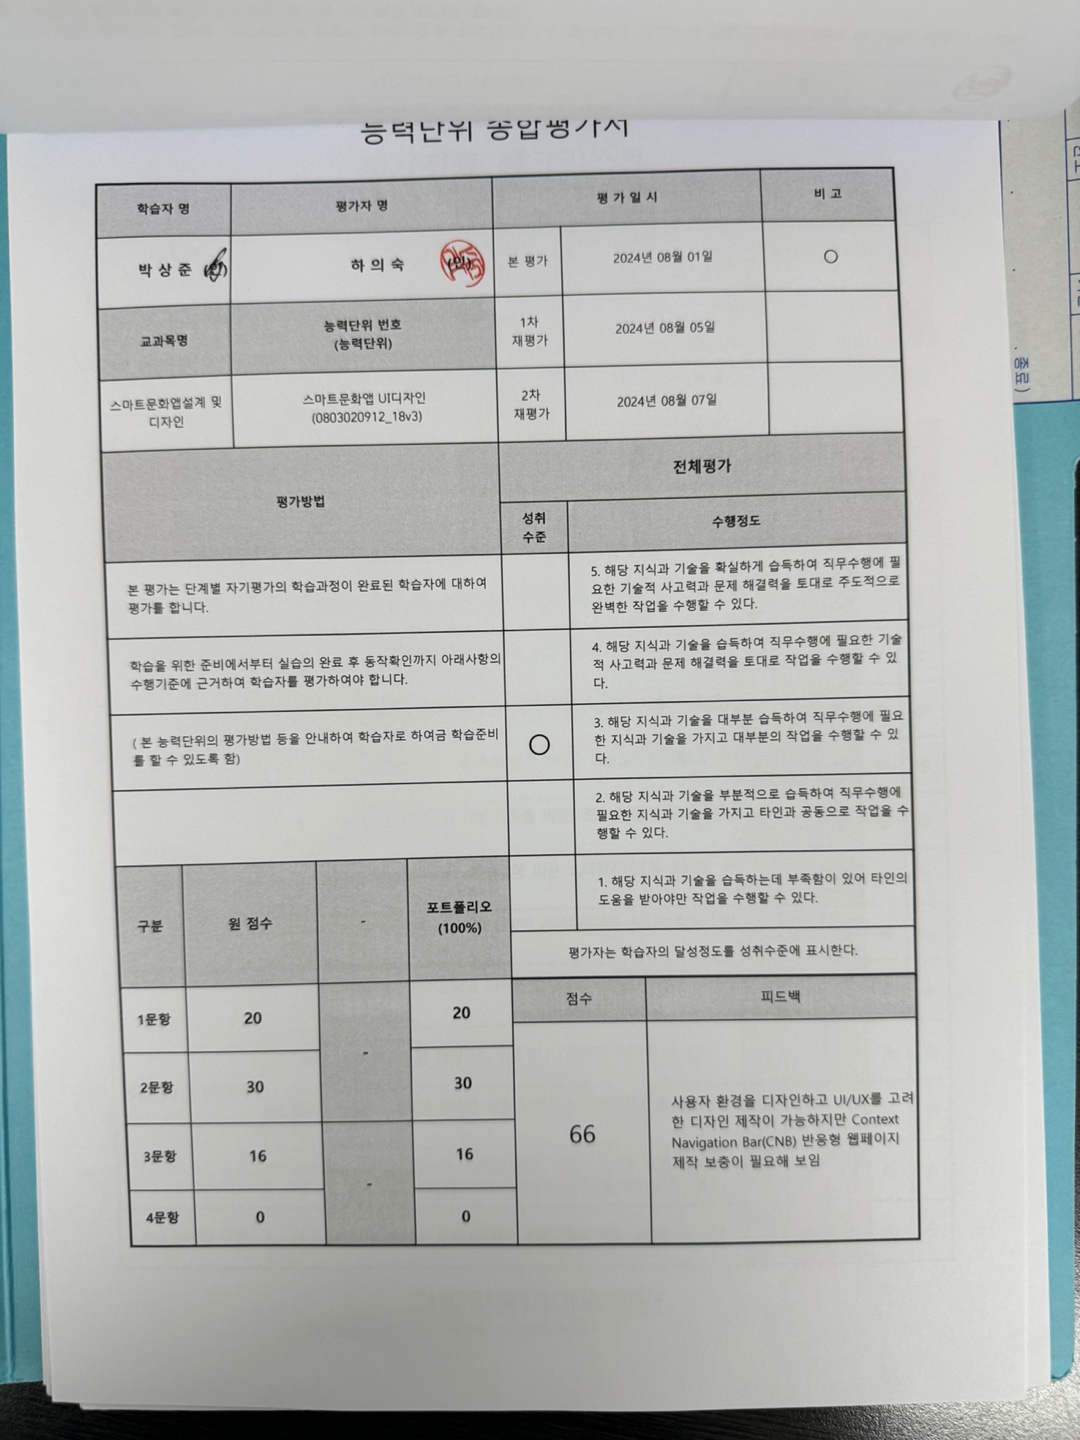 능력단위 종합평가서
학습자 명
평가자 명
평 가 일 시
비 고
박 상 준 (인)
하 의 숙 (인)
본 평가
2024년 08월 01일
○
교과목명
능력단위 번호
(능력단위)
1차
재평가
2024년 08월 05일
스마트문화앱설계 및
디자인
스마트문화앱 UI디자인
(0803020912_18v3)
2차
재평가
2024년 08월 07일
평가방법
전체평가
성취
수준
수행정도
본 평가는 단계별 자기평가의 학습과정이 완료된 학습자에 대하여
평가를 합니다.
5. 해당 지식과 기술을 확실하게 습득하여 직무수행에 필
요한 기술적 사고력과 문제 해결력을 토대로 주도적으로
완벽한 작업을 수행할 수 있다.
학습을 위한 준비에서부터 실습의 완료 후 동작확인까지 아래사항의
수행기준에 근거하여 학습자를 평가하여야 합니다.
4. 해당 지식과 기술을 습득하여 직무수행에 필요한 기술
적 사고력과 문제 해결력을 토대로 작업을 수행할 수 있
다.
( 본 능력단위의 평가방법 등을 안내하여 학습자로 하여금 학습준비
를 할 수 있도록 함)
○
3. 해당 지식과 기술을 대부분 습득하여 직무수행에 필요
한 지식과 기술을 가지고 대부분의 작업을 수행할 수 있
다.
2. 해당 지식과 기술을 부분적으로 습득하여 직무수행에
필요한 지식과 기술을 가지고 타인과 공동으로 작업을 수
행할 수 있다.
1. 해당 지식과 기술을 습득하는데 부족함이 있어 타인의
도움을 받아야만 작업을 수행할 수 있다.
평가자는 학습자의 달성정도를 성취수준에 표시한다.
구분
원 점수
-
포트폴리오
(100%)
점수
피드백
1문항
20
-
20
2문항
30
30
3문항
16
-
16
4문항
0
0
66
사용자 환경을 디자인하고 UI/UX를 고려
한 디자인 제작이 가능하지만 Context
Navigation Bar(CNB) 반응형 웹페이지
제작 보충이 필요해 보임
종료)